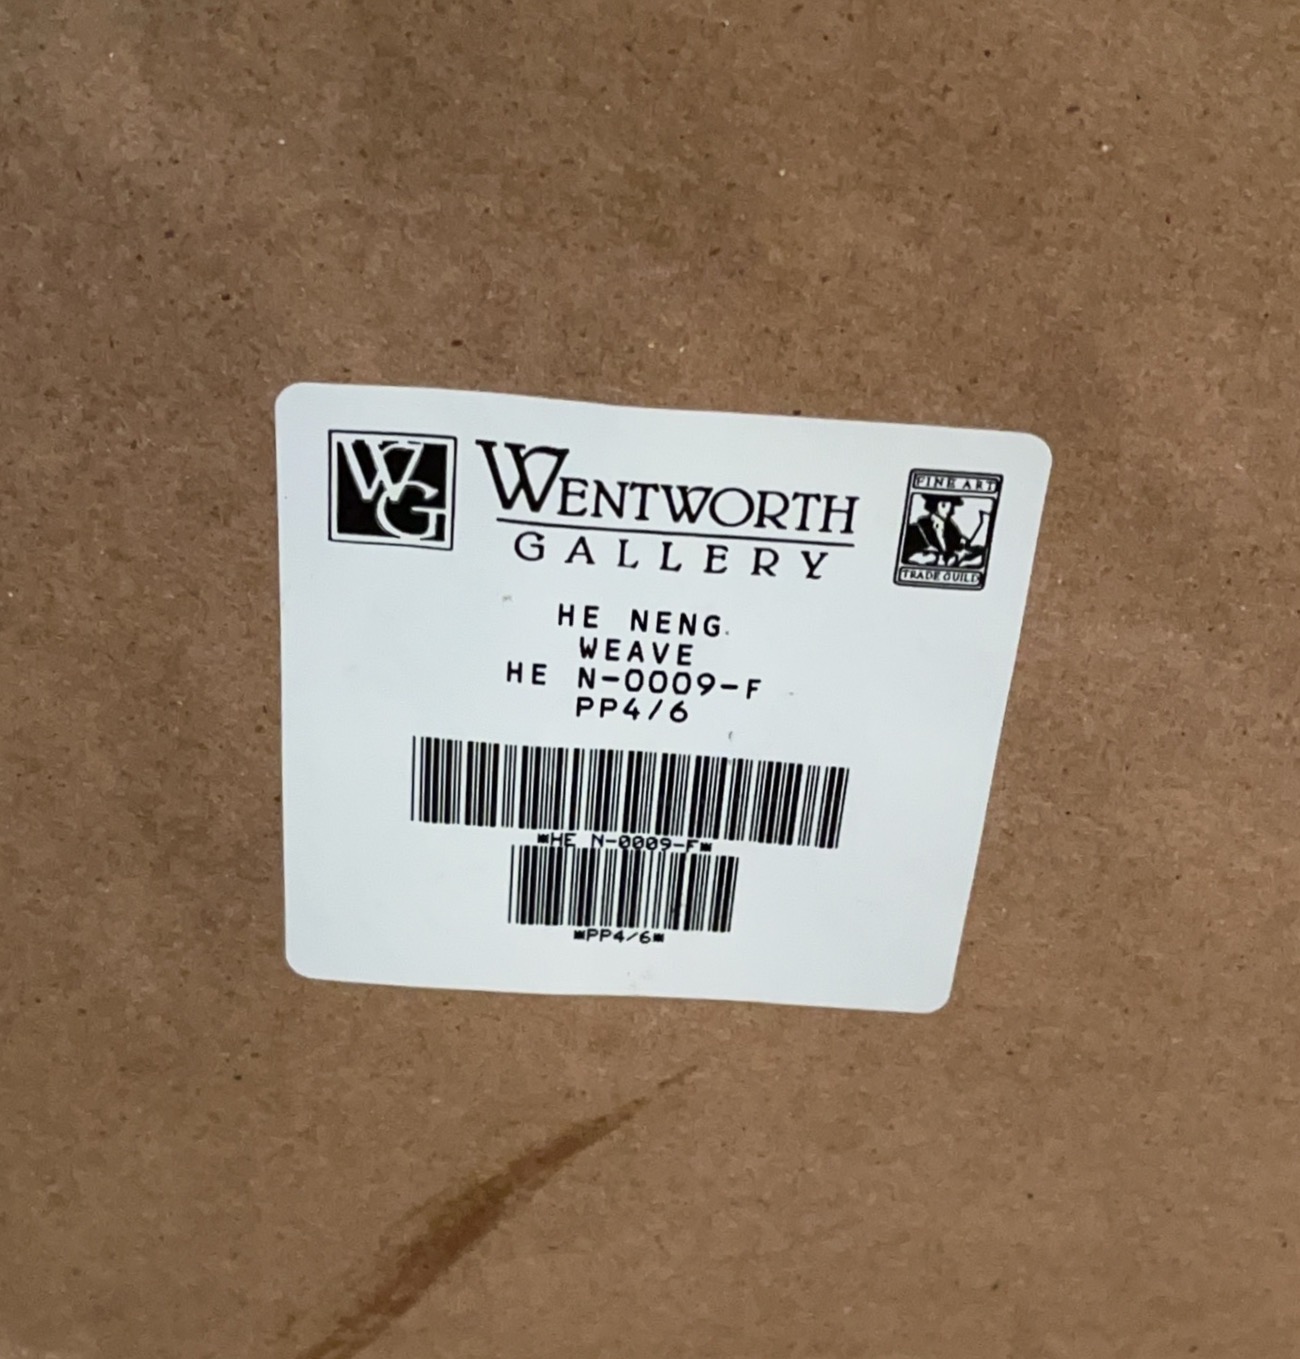 WG WENTWORTH
GALLERY
FINE ART
TRADE GUILD
HE NENG.
WEAVE
HE N-0009-F
PP4/6
*HE N-0009-F*
*PP4/6*